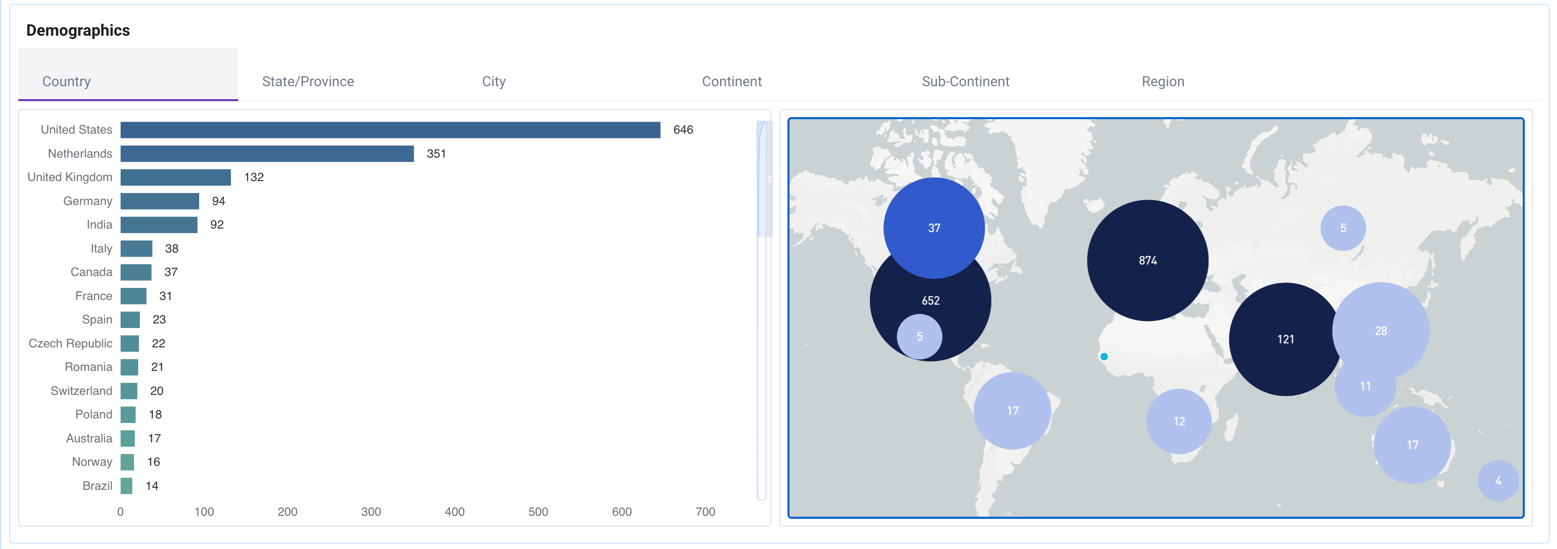 Demographics
Country State/Province City Continent Sub-Continent Region
United States 646
Netherlands 351
United Kingdom 132
Germany 94
India 92
Italy 38
Canada 37
France 31
Spain 23
Czech Republic 22
Romania 21
Switzerland 20
Poland 18
Australia 17
Norway 16
Brazil 14
0 100 200 300 400 500 600 700
37
5
874
652
28
5
121
11
17
12
17
4